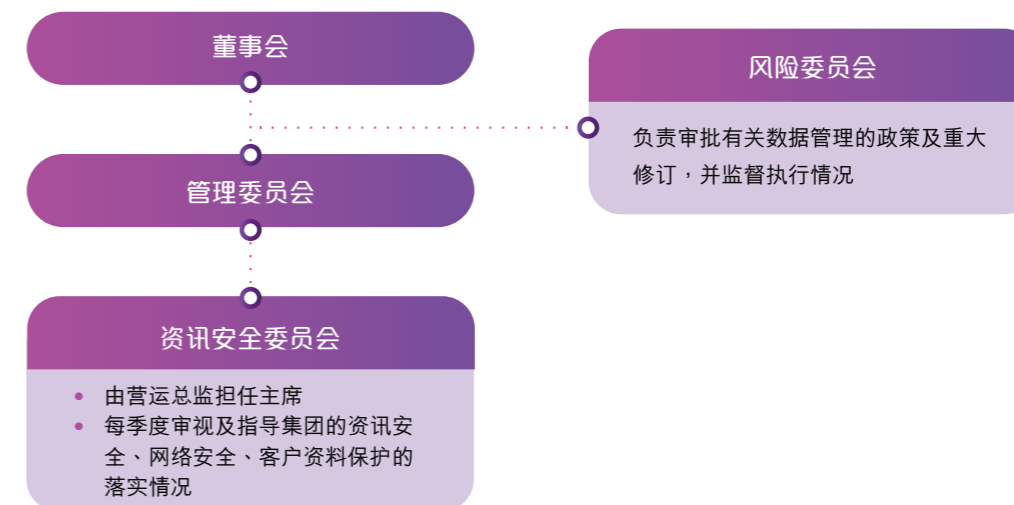 董事会
风险委员会
负责审批有关数据管理的政策及重大
修订，并监督执行情况
管理委员会
资讯安全委员会
• 由营运总监担任主席
• 每季度审视及指导集团的资讯安
全、网络安全、客户资料保护的
落实情况